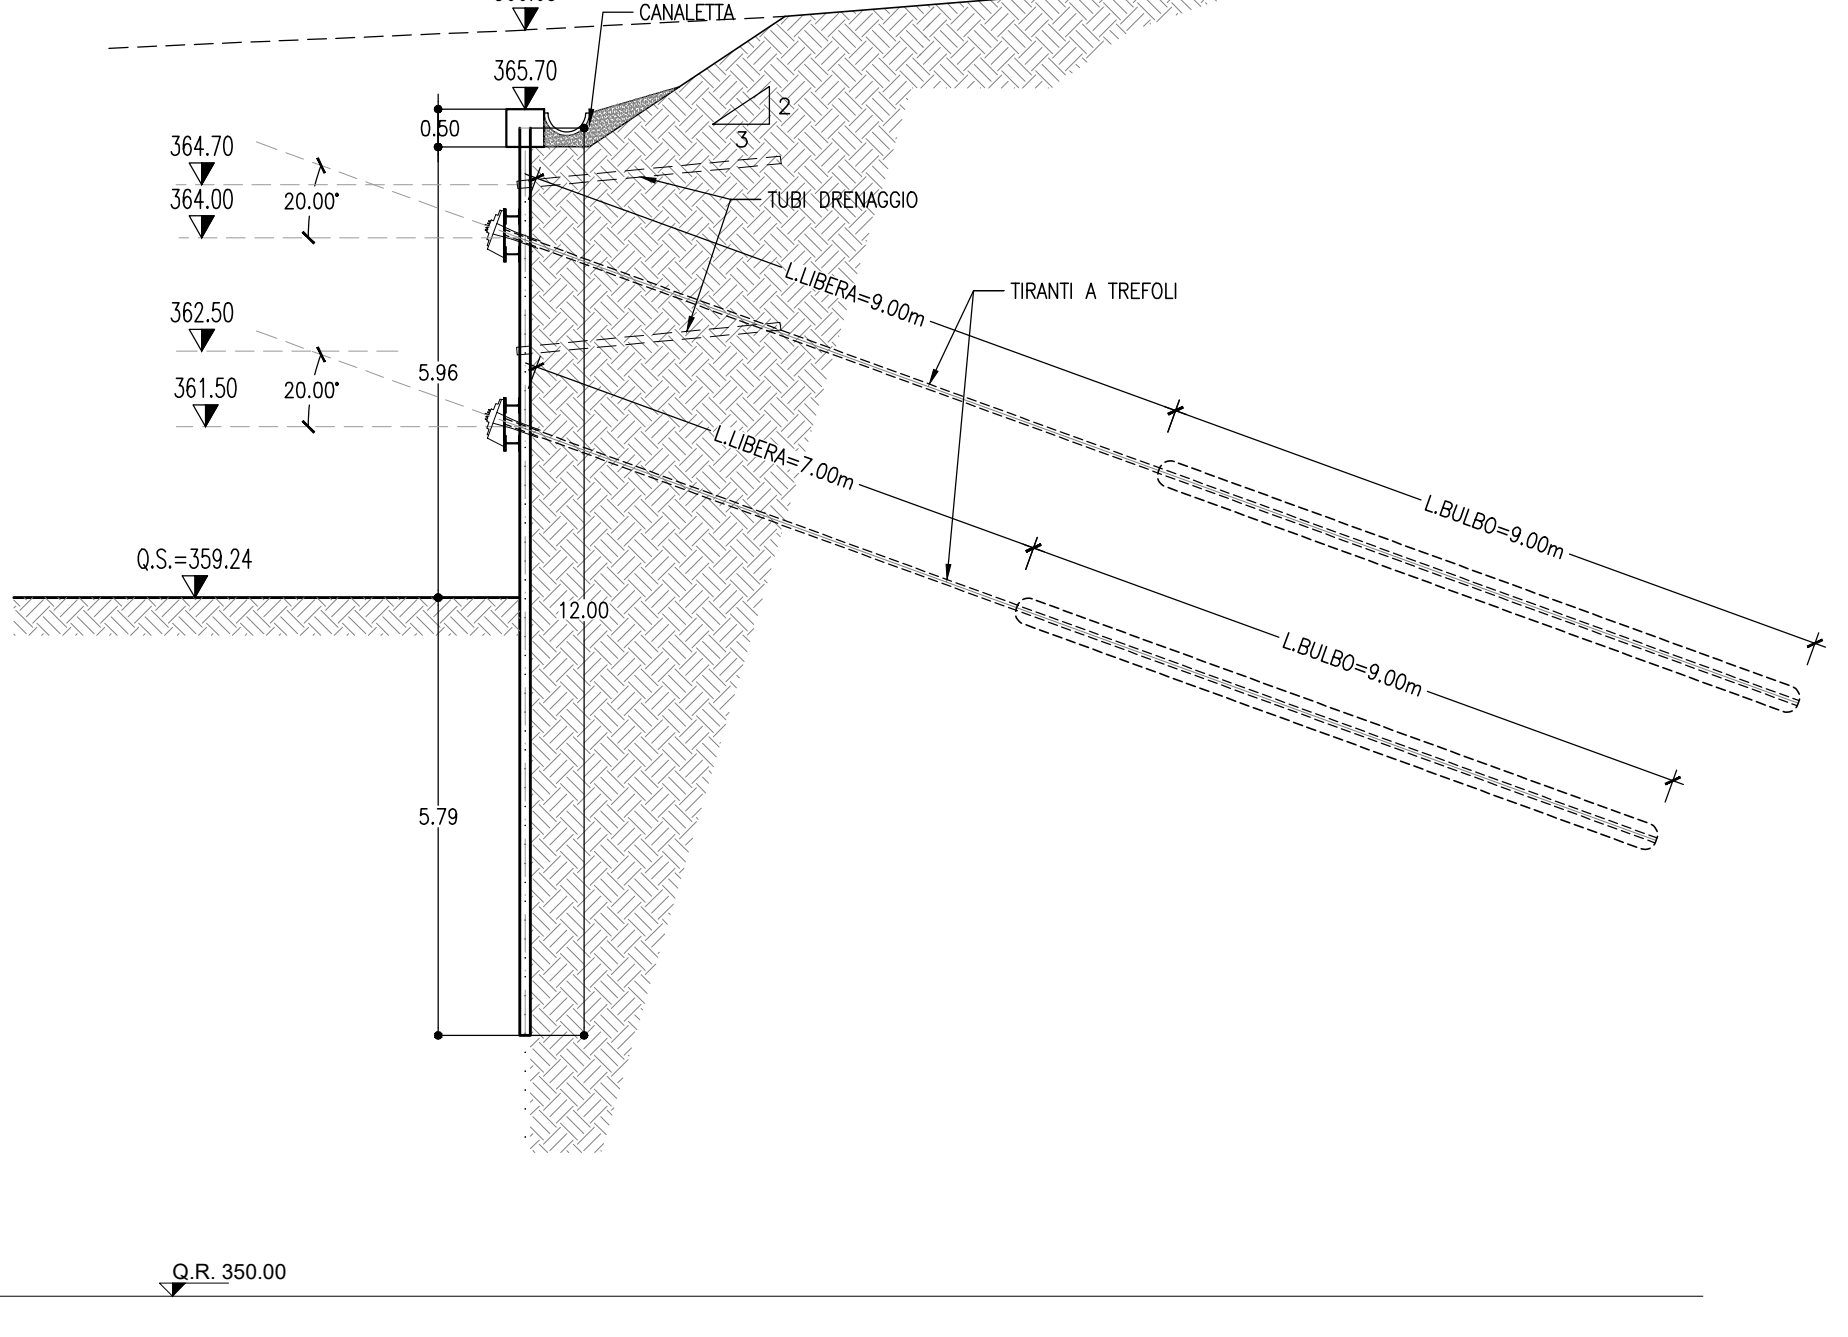 CANALETTA
365.70
0.50
2
3
364.70
364.00
20.00°
TUBI DRENAGGIO
L.LIBERA=9.00m
TIRANTI A TREFOLI
362.50
361.50
20.00°
5.96
L.LIBERA=7.00m
L.BULBO=9.00m
Q.S.=359.24
12.00
L.BULBO=9.00m
5.79
Q.R. 350.00